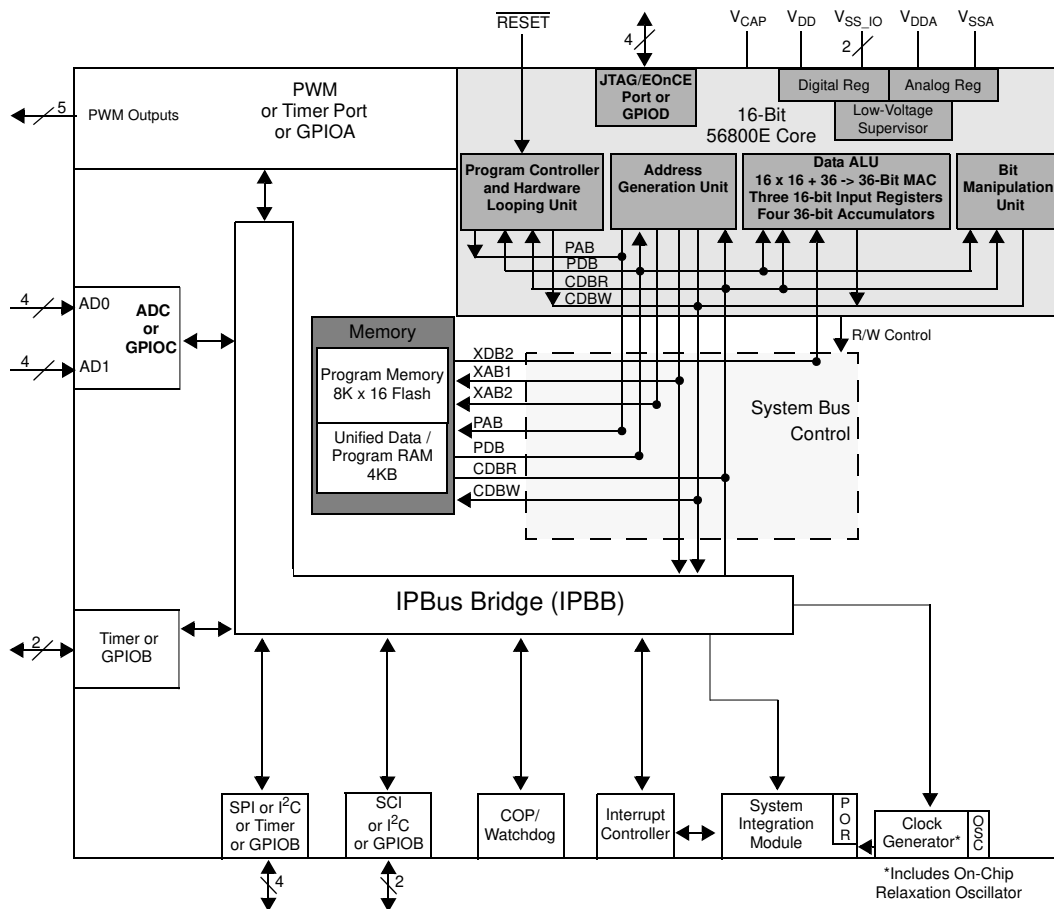 RESET
4
VCAP
VDD
VSS_IO
VDDA
VSSA
2
5
PWM Outputs
PWM
or Timer Port
or GPIOA
JTAG/EOnCE
Port or
GPIOD
Digital Reg
Analog Reg
Low-Voltage
Supervisor
16-Bit
56800E Core
Program Controller
and Hardware
Looping Unit
Address
Generation Unit
Data ALU
16 x 16 + 36 -> 36-Bit MAC
Three 16-bit Input Registers
Four 36-bit Accumulators
Bit
Manipulation
Unit
PAB
PDB
CDBR
CDBW
4
AD0
ADC
or
GPIOC
4
AD1
R/W Control
Memory
Program Memory
8K x 16 Flash
Unified Data /
Program RAM
4KB
XDB2
XAB1
XAB2
PAB
PDB
CDBR
CDBW
System Bus
Control
IPBus Bridge (IPBB)
2
Timer or
GPIOB
SPI or I²C
or Timer
or GPIOB
SCI
or I²C
or GPIOB
COP/
Watchdog
Interrupt
Controller
System
Integration
Module
POR
Clock
Generator*
OSC
4
2
*Includes On-Chip
Relaxation Oscillator